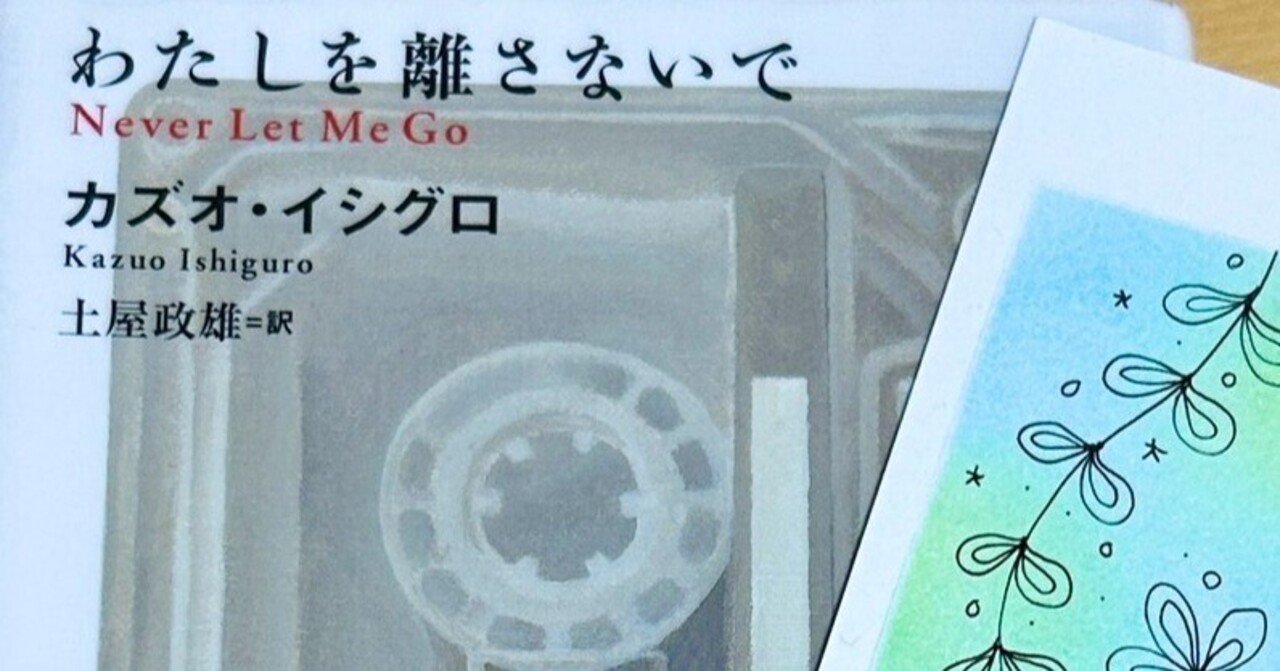 わたしを離さないで
Never Let Me Go
カズオ・イシグロ
Kazuo Ishiguro
土屋政雄=訳